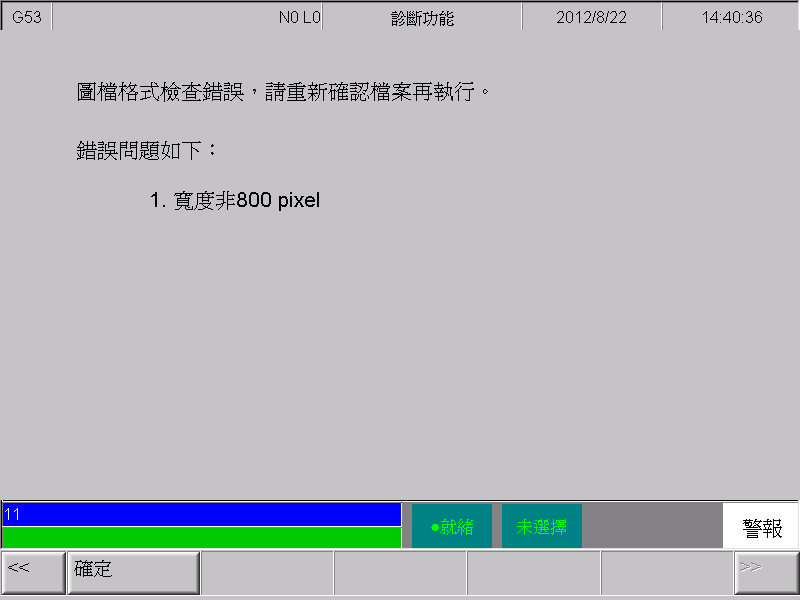 G53 N0 L0 診斷功能 2012/8/22 14:40:36
圖檔格式檢查錯誤，請重新確認檔案再執行。
錯誤問題如下：
1. 寬度非800 pixel
11
●就緒 未選擇 警報
<< 確定 >>